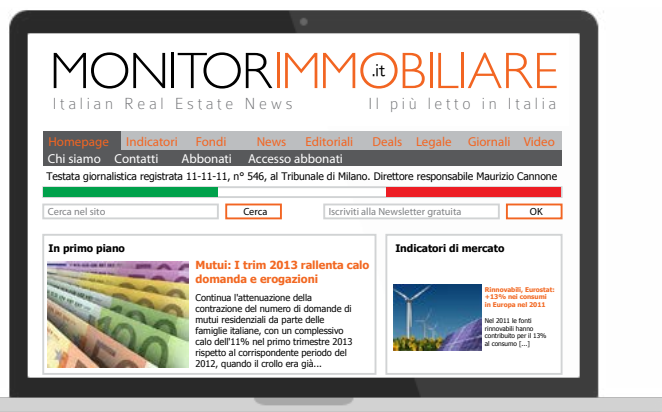 MONITORIMMOBILIARE
.it
Italian Real Estate News Il più letto in Italia
Homepage Indicatori Fondi News Editoriali Deals Legale Giornali Video
Chi siamo Contatti Abbonati Accesso abbonati
Testata giornalistica registrata 11-11-11, n° 546, al Tribunale di Milano. Direttore responsabile Maurizio Cannone
Cerca nel sito Cerca Iscriviti alla Newsletter gratuita OK
In primo piano
Mutui: I trim 2013 rallenta calo
domanda e erogazioni
Continua l'attenuazione della
contrazione del numero di domande di
mutui residenziali da parte delle
famiglie italiane, con un complessivo
calo dell'11% nel primo trimestre 2013
rispetto al corrispondente periodo del
2012, quando il crollo era già...
Indicatori di mercato
Rinnovabili, Eurostat:
+13% nei consumi
in Europa nel 2011
Nel 2011 le fonti
rinnovabili hanno
contribuito per il 13%
al consumo [...]